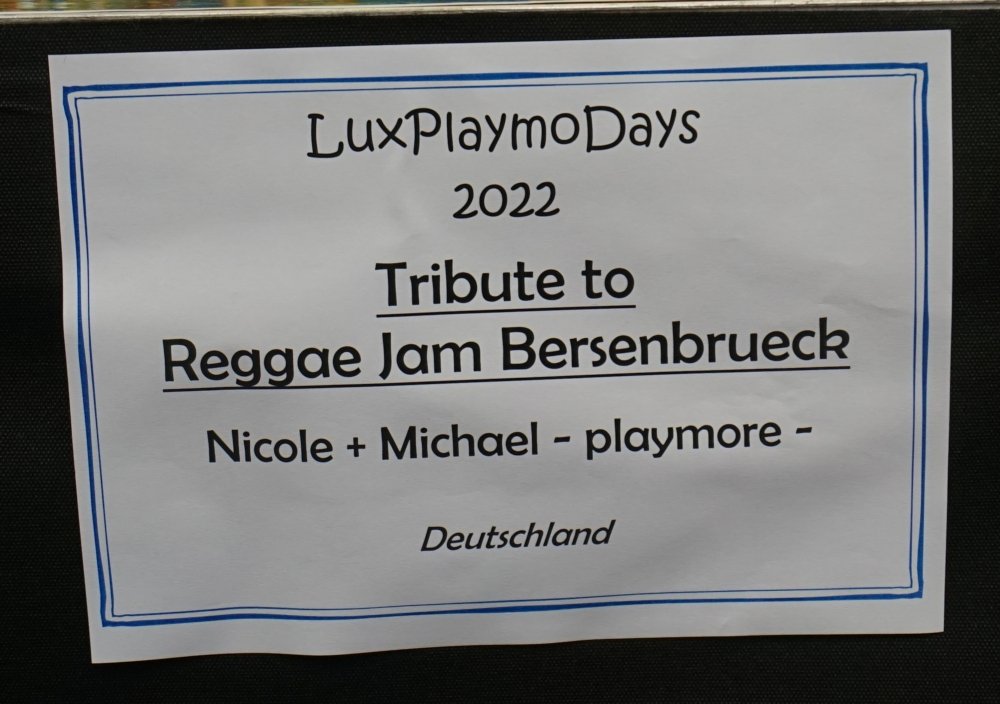 LuxPlaymoDays
2022
Tribute to
Reggae Jam Bersenbrueck
Nicole + Michael - playmore -
Deutschland